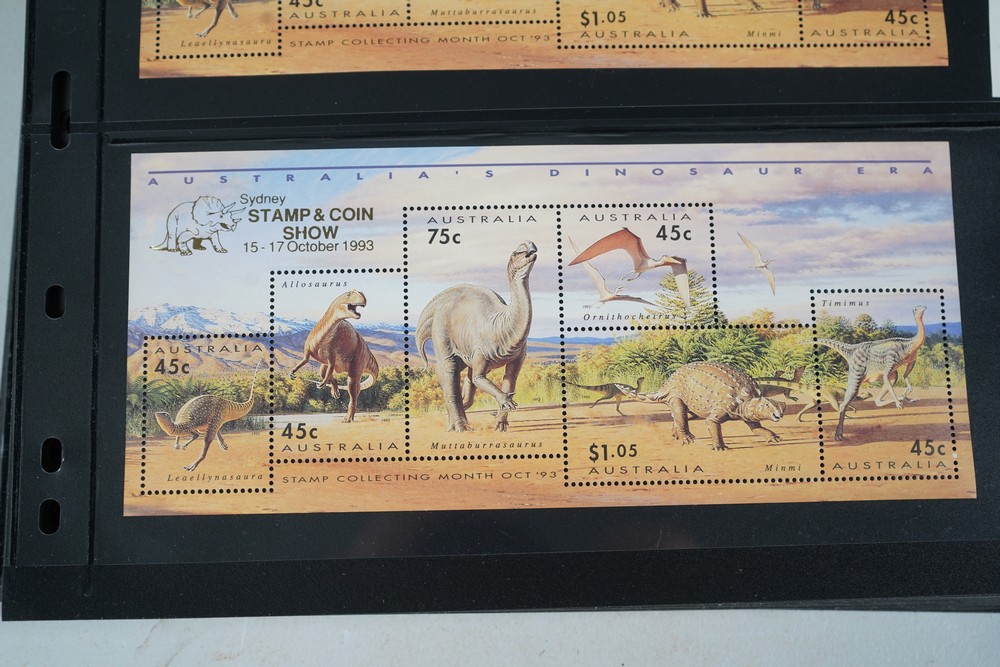 45c
AUSTRALIA
Muttaburrasaurus
$1.05
AUSTRALIA
Minmi
45c
AUSTRALIA
Leaellynasaura
STAMP COLLECTING MONTH OCT '93
AUSTRALIA'S DINOSAUR ERA
Sydney
STAMP & COIN
SHOW
15-17 October 1993
AUSTRALIA
75c
AUSTRALIA
45c
Allosaurus
Ornithocheirus
Timimus
AUSTRALIA
45c
45c
AUSTRALIA
Muttaburrasaurus
$1.05
AUSTRALIA
Minmi
45c
AUSTRALIA
Leaellynasaura
STAMP COLLECTING MONTH OCT '93